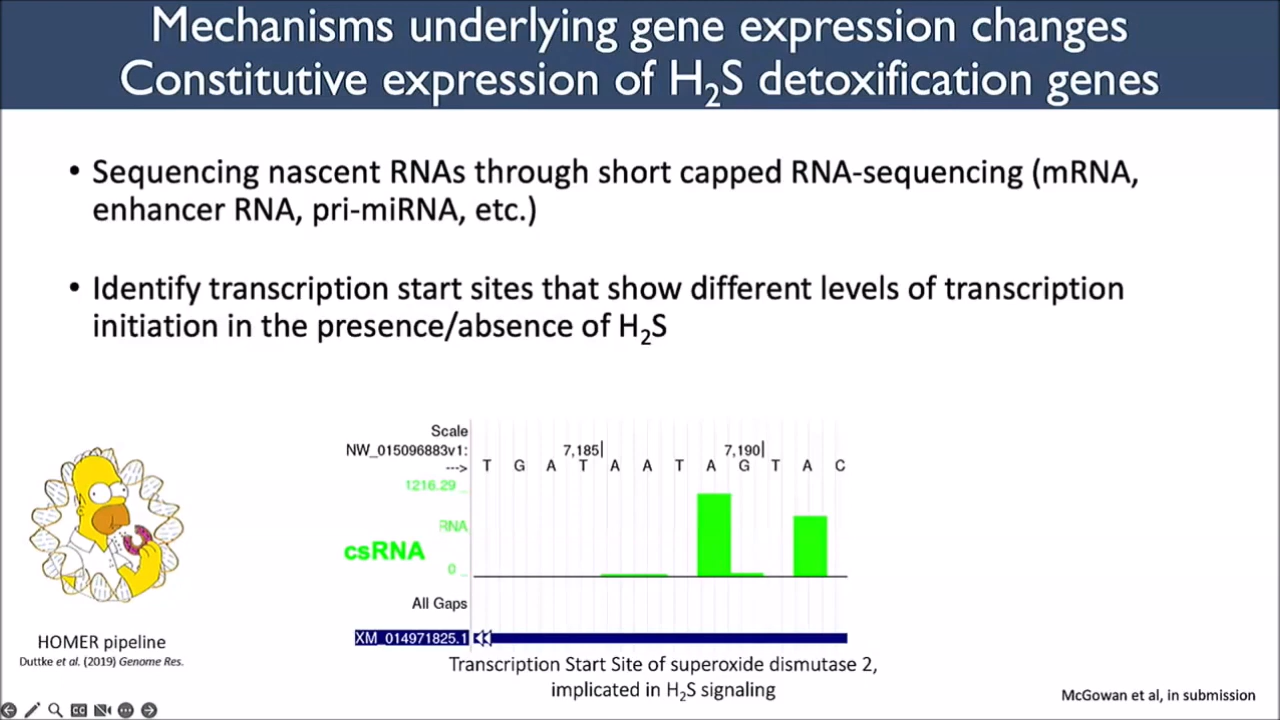 Mechanisms underlying gene expression changes
Constitutive expression of H₂S detoxification genes
• Sequencing nascent RNAs through short capped RNA-sequencing (mRNA,
enhancer RNA, pri-miRNA, etc.)
• Identify transcription start sites that show different levels of transcription
initiation in the presence/absence of H₂S
Scale
NW_015096883v1: 7,185| 7,190|
---> T G A T A A T A G T A C
1216.29 _
RNA
csRNA
0 _
All Gaps
XM_014971825.1
HOMER pipeline
Duttke et al. (2019) Genome Res.
Transcription Start Site of superoxide dismutase 2,
implicated in H₂S signaling
McGowan et al, in submission
CC